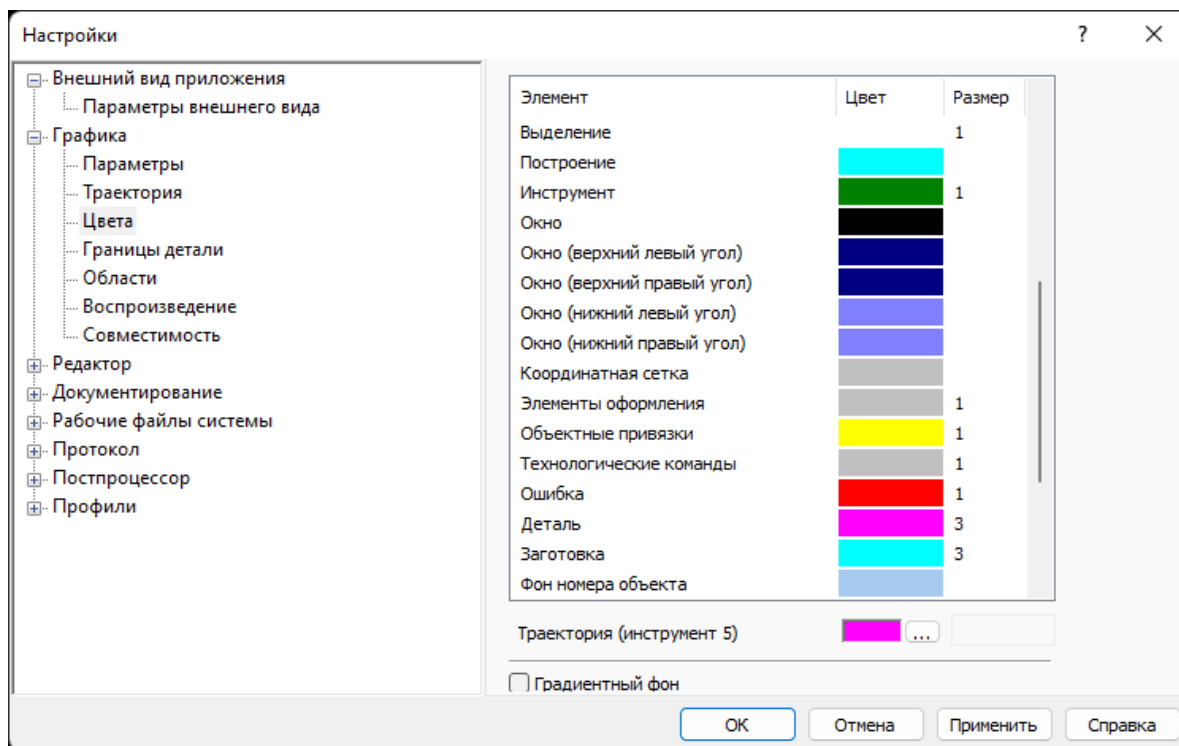 Настройки ?
Внешний вид приложения
Параметры внешнего вида
Графика
Параметры
Траектория
Цвета
Границы детали
Области
Воспроизведение
Совместимость
Редактор
Документирование
Рабочие файлы системы
Протокол
Постпроцессор
Профили
Элемент Цвет Размер
Выделение 1
Построение
Инструмент 1
Окно
Окно (верхний левый угол)
Окно (верхний правый угол)
Окно (нижний левый угол)
Окно (нижний правый угол)
Координатная сетка
Элементы оформления 1
Объектные привязки 1
Технологические команды 1
Ошибка 1
Деталь 3
Заготовка 3
Фон номера объекта
Траектория (инструмент 5) ...
Градиентный фон
OK Отмена Применить Справка